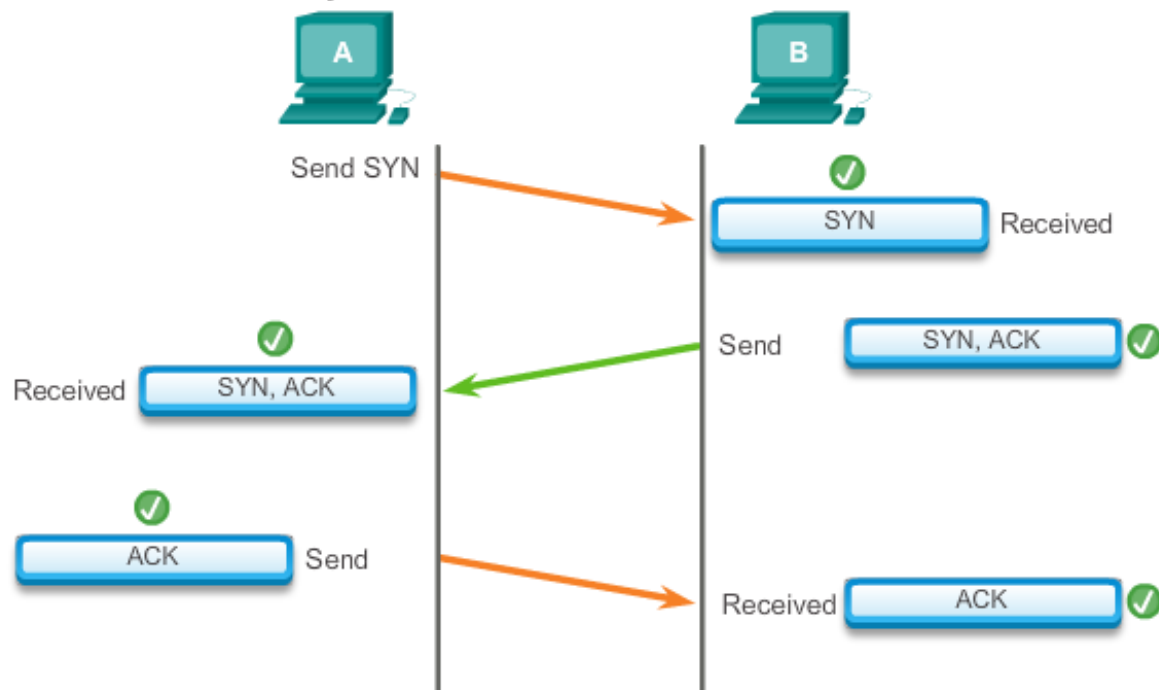 A
B
Send SYN
SYN
Received
Send
SYN, ACK
Received
SYN, ACK
ACK
Send
Received
ACK